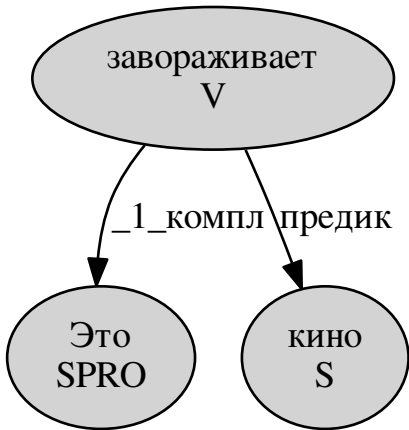 завораживает
V
_1_компл предик
Это
SPRO
кино
S